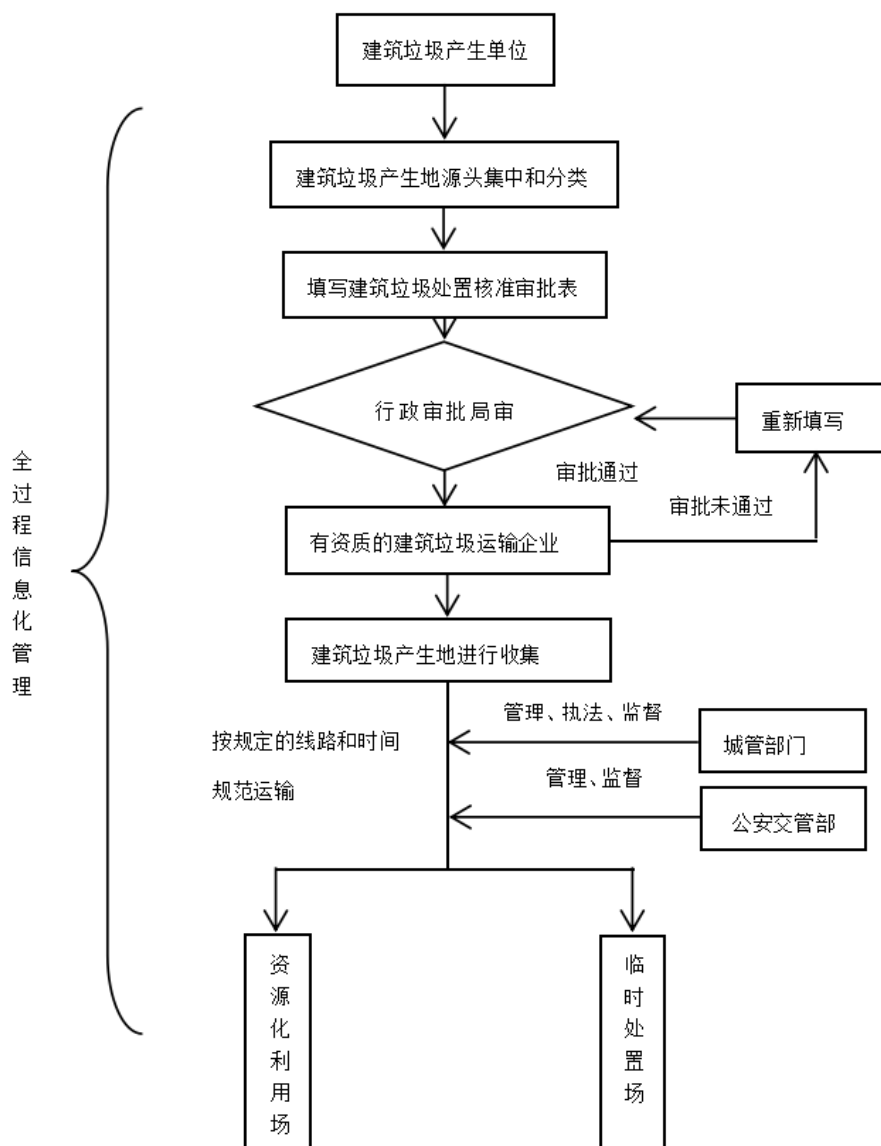 建筑垃圾产生单位
建筑垃圾产生地源头集中和分类
填写建筑垃圾处置核准审批表
行政审批局审
重新填写
审批通过
审批未通过
有资质的建筑垃圾运输企业
建筑垃圾产生地进行收集
管理、执法、监督
城管部门
按规定的线路和时间
规范运输
管理、监督
公安交管部
全过程信息化管理
资源化利用场
临时处置场